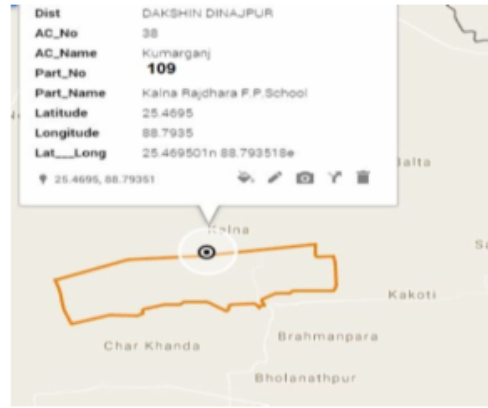 Dist DAKSHIN DINAJPUR
AC_No 38
AC_Name Kumarganj
Part_No 109
Part_Name Kalna Rajdhara F.P.School
Latitude 25.4695
Longitude 88.7935
Lat___Long 25.469501n 88.793518e
25.4695, 88.79351
Kalna
Kakoti
Brahmanpara
Char Khanda
Bholanathpur